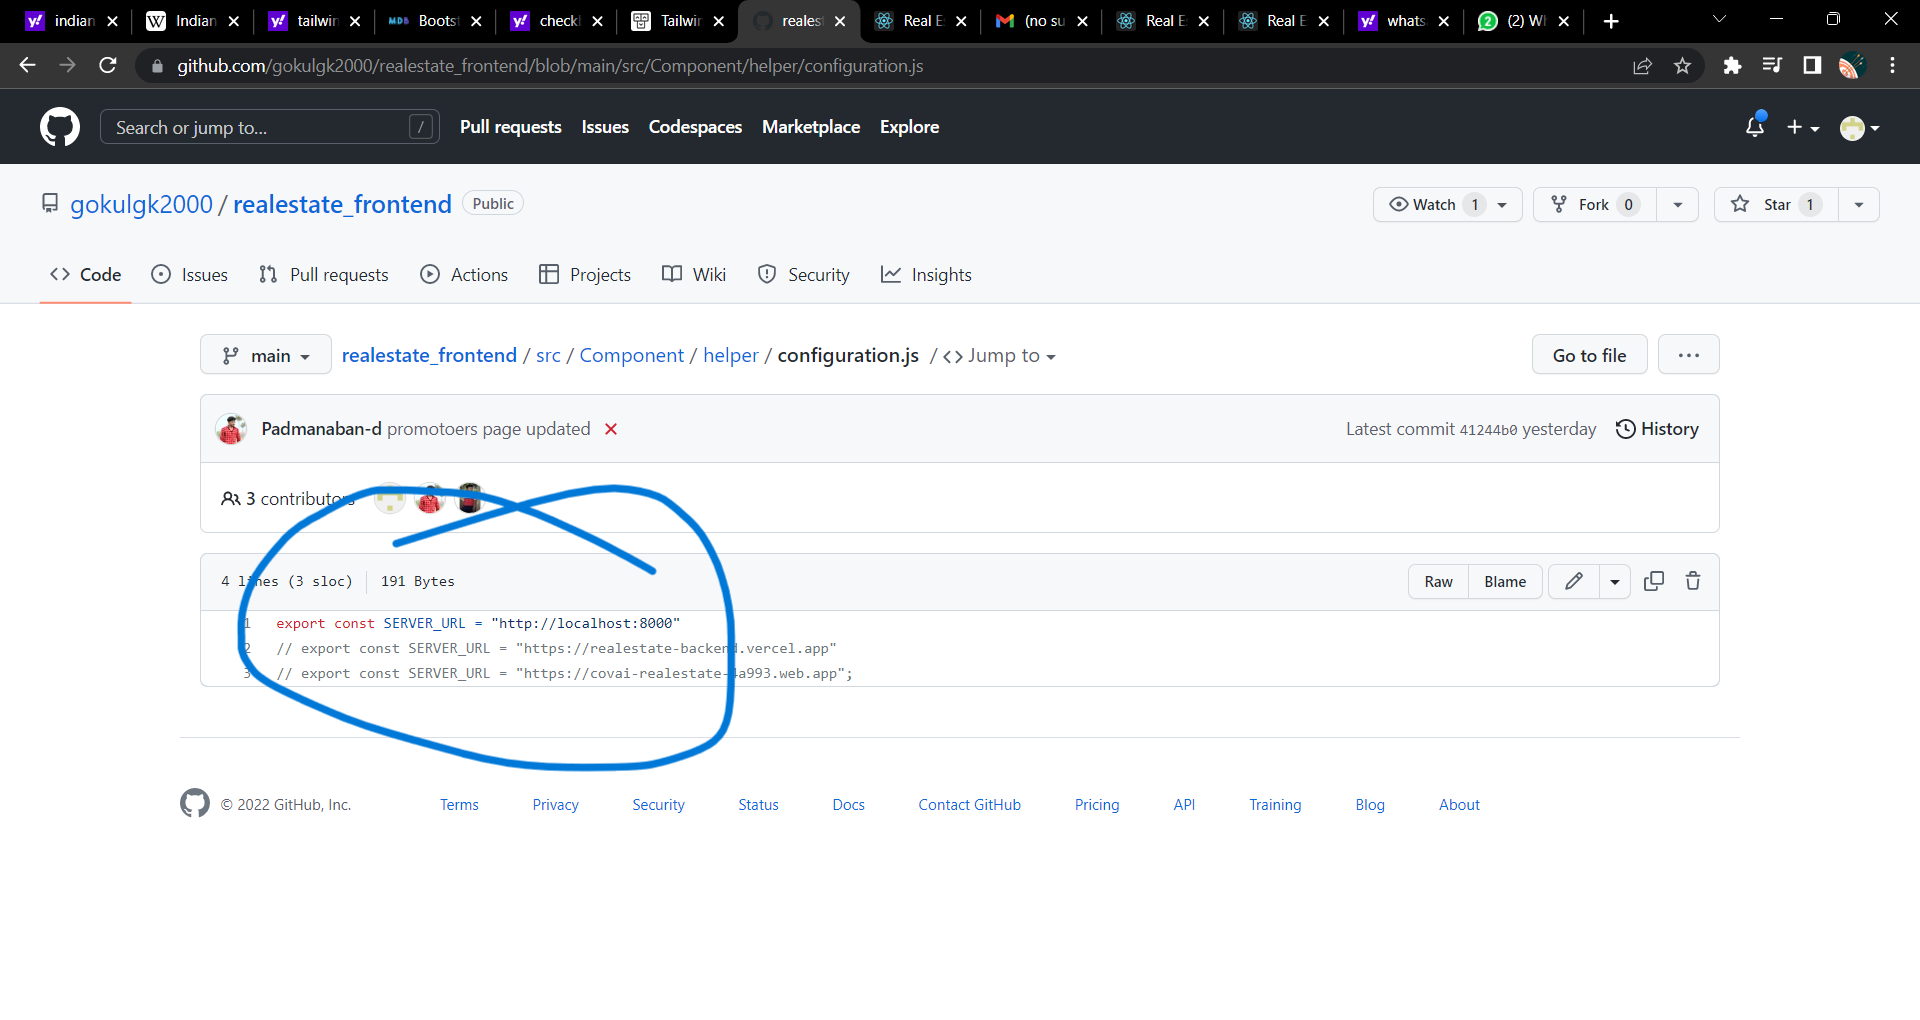 indian
Indian
tailwin
MDB Boots
check
Tailwin
reales
Real E
(no su
Real E
Real E
whats
(2) W
github.com/gokulgk2000/realestate_frontend/blob/main/src/Component/helper/configuration.js
Search or jump to...
/
Pull requests
Issues
Codespaces
Marketplace
Explore
gokulgk2000 / realestate_frontend
Public
Watch 1
Fork 0
Star 1
Code
Issues
Pull requests
Actions
Projects
Wiki
Security
Insights
main
realestate_frontend / src / Component / helper / configuration.js / <> Jump to
Go to file
Padmanaban-d promotoers page updated
Latest commit 41244b0 yesterday
History
3 contributors
4 lines (3 sloc)
191 Bytes
Raw
Blame
1 export const SERVER_URL = "http://localhost:8000"
2 // export const SERVER_URL = "https://realestate-backend.vercel.app"
3 // export const SERVER_URL = "https://covai-realestate-4a993.web.app";
© 2022 GitHub, Inc.
Terms
Privacy
Security
Status
Docs
Contact GitHub
Pricing
API
Training
Blog
About